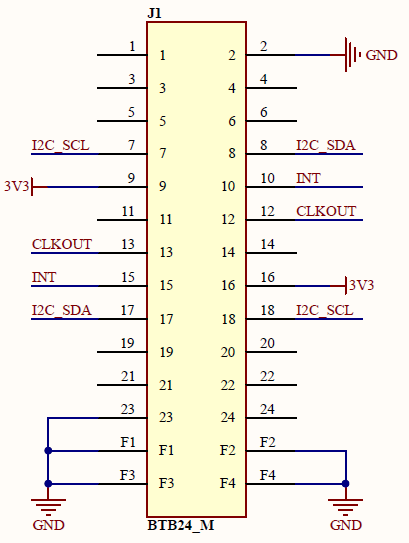 J1
1 1 2 2 GND
3 3 4 4
5 5 6 6
I2C_SCL 7 7 8 8 I2C_SDA
3V3 9 9 10 10 INT
11 11 12 12 CLKOUT
CLKOUT 13 13 14 14
INT 15 15 16 16 3V3
I2C_SDA 17 17 18 18 I2C_SCL
19 19 20 20
21 21 22 22
23 23 24 24
F1 F1 F2 F2
F3 F3 F4 F4
GND BTB24_M GND